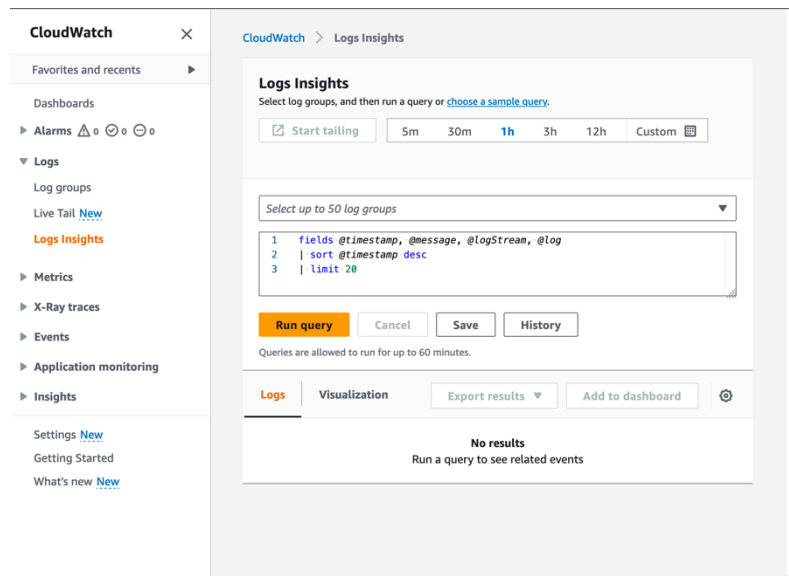 CloudWatch
Favorites and recents
Dashboards
Alarms 0 0 0
Logs
Log groups
Live Tail New
Logs Insights
Metrics
X-Ray traces
Events
Application monitoring
Insights
Settings New
Getting Started
What's new New
CloudWatch > Logs Insights
Logs Insights
Select log groups, and then run a query or choose a sample query.
Start tailing 5m 30m 1h 3h 12h Custom
Select up to 50 log groups
1 fields @timestamp, @message, @logStream, @log
2 | sort @timestamp desc
3 | limit 20
Run query Cancel Save History
Queries are allowed to run for up to 60 minutes.
Logs Visualization Export results Add to dashboard
No results
Run a query to see related events